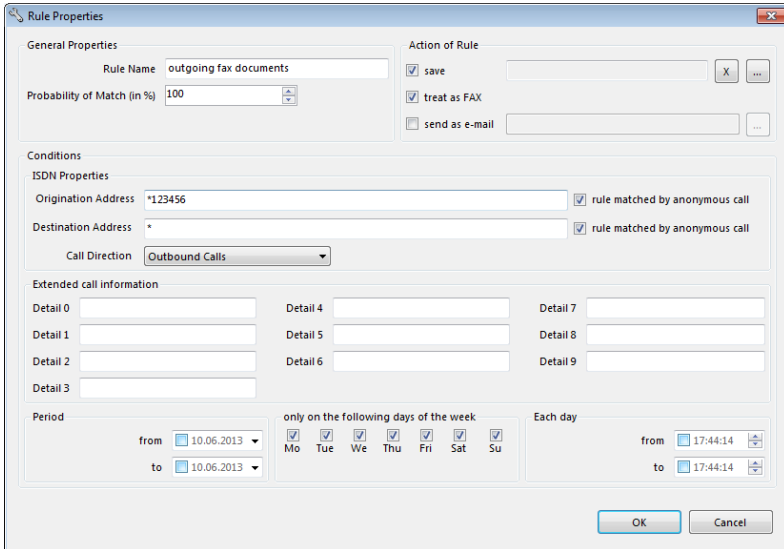 Rule Properties
General Properties
Rule Name outgoing fax documents
Probability of Match (in %) 100
Action of Rule
save X ...
treat as FAX
send as e-mail ...
Conditions
ISDN Properties
Origination Address *123456 rule matched by anonymous call
Destination Address * rule matched by anonymous call
Call Direction Outbound Calls
Extended call information
Detail 0 Detail 4 Detail 7
Detail 1 Detail 5 Detail 8
Detail 2 Detail 6 Detail 9
Detail 3
Period
from 10.06.2013
to 10.06.2013
only on the following days of the week
Mo Tue We Thu Fri Sat Su
Each day
from 17:44:14
to 17:44:14
OK Cancel